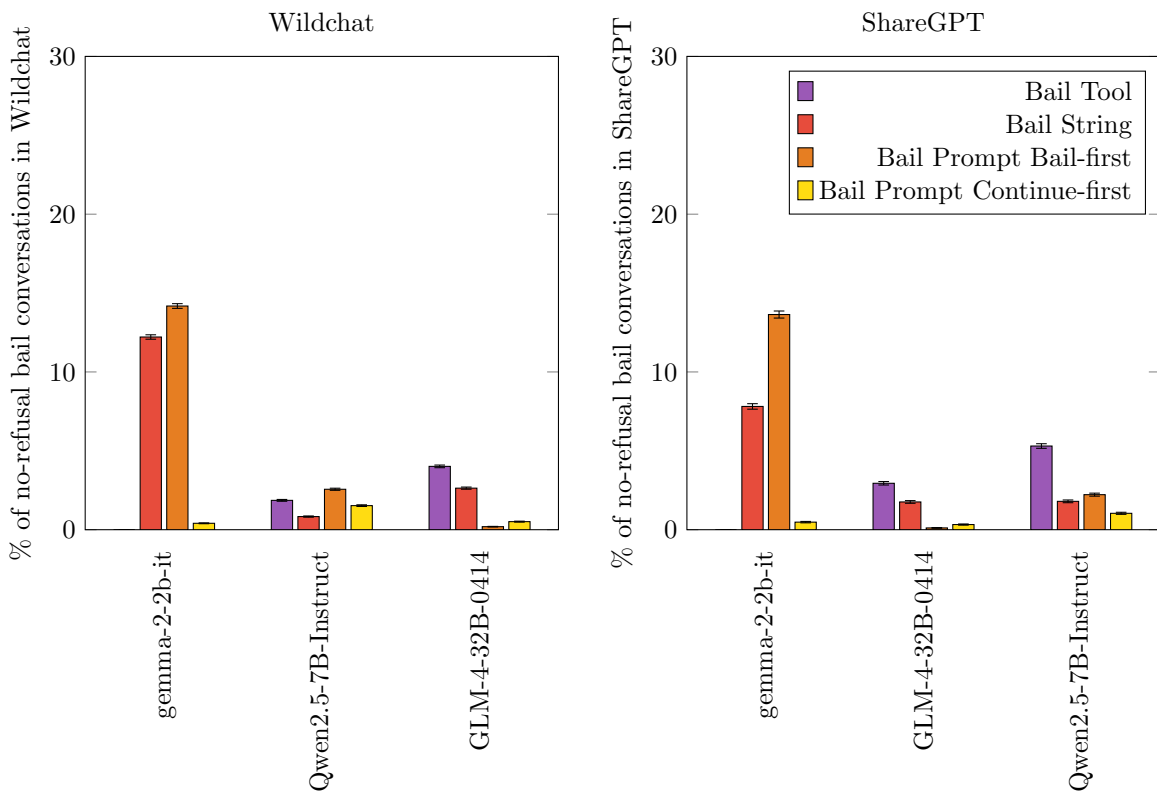 Wildchat
% of no-refusal bail conversations in Wildchat
30
20
10
0
gemma-2-2b-it
Qwen2.5-7B-Instruct
GLM-4-32B-0414
ShareGPT
% of no-refusal bail conversations in ShareGPT
30
20
10
0
Bail Tool
Bail String
Bail Prompt Bail-first
Bail Prompt Continue-first
gemma-2-2b-it
GLM-4-32B-0414
Qwen2.5-7B-Instruct